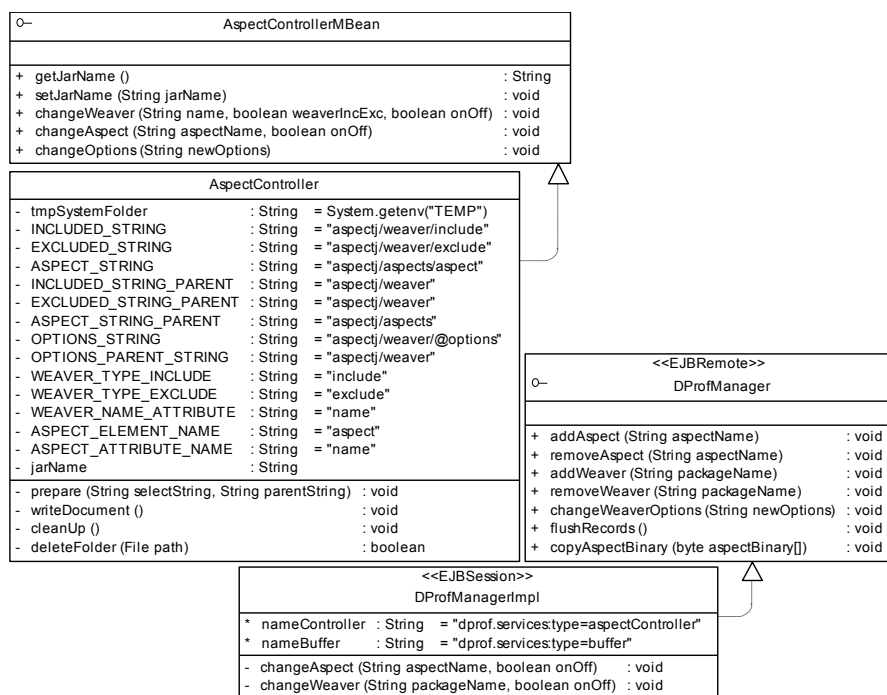 AspectControllerMBean
+ getJarName () : String
+ setJarName (String jarName) : void
+ changeWeaver (String name, boolean weaverIncExc, boolean onOff) : void
+ changeAspect (String aspectName, boolean onOff) : void
+ changeOptions (String newOptions) : void
AspectController
- tmpSystemFolder : String = System.getenv("TEMP")
- INCLUDED_STRING : String = "aspectj/weaver/include"
- EXCLUDED_STRING : String = "aspectj/weaver/exclude"
- ASPECT_STRING : String = "aspectj/aspects/aspect"
- INCLUDED_STRING_PARENT : String = "aspectj/weaver"
- EXCLUDED_STRING_PARENT : String = "aspectj/weaver"
- ASPECT_STRING_PARENT : String = "aspectj/aspects"
- OPTIONS_STRING : String = "aspectj/weaver/@options"
- OPTIONS_PARENT_STRING : String = "aspectj/weaver"
- WEAVER_TYPE_INCLUDE : String = "include"
- WEAVER_TYPE_EXCLUDE : String = "exclude"
- WEAVER_NAME_ATTRIBUTE : String = "name"
- ASPECT_ELEMENT_NAME : String = "aspect"
- ASPECT_ATTRIBUTE_NAME : String = "name"
- jarName : String
- prepare (String selectString, String parentString) : void
- writeDocument () : void
- cleanUp () : void
- deleteFolder (File path) : boolean
<<EJBRemote>>
DProfManager
+ addAspect (String aspectName) : void
+ removeAspect (String aspectName) : void
+ addWeaver (String packageName) : void
+ removeWeaver (String packageName) : void
+ changeWeaverOptions (String newOptions) : void
+ flushRecords () : void
+ copyAspectBinary (byte aspectBinary[]) : void
<<EJBSession>>
DProfManagerImpl
* nameController : String = "dprof.services:type=aspectController"
* nameBuffer : String = "dprof.services:type=buffer"
- changeAspect (String aspectName, boolean onOff) : void
- changeWeaver (String packageName, boolean onOff) : void